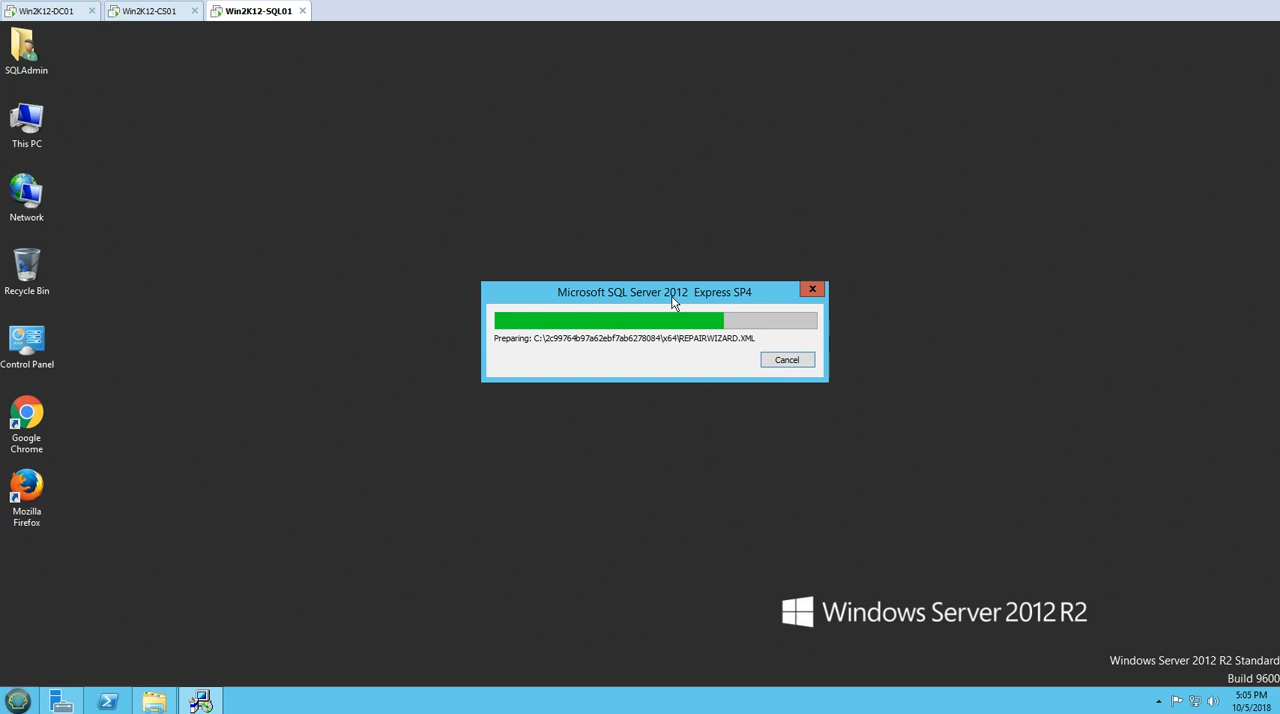 Win2K12-DC01
Win2K12-CS01
Win2K12-SQL01
SQLAdmin
This PC
Network
Recycle Bin
Control Panel
Google
Chrome
Mozilla
Firefox
Microsoft SQL Server 2012 Express SP4
Preparing: C:\2c99764b97a62ebf7ab6278084\x64\REPAIRWIZARD.XML
Cancel
Windows Server 2012 R2
Windows Server 2012 R2 Standard
Build 9600
5:05 PM
10/5/2018